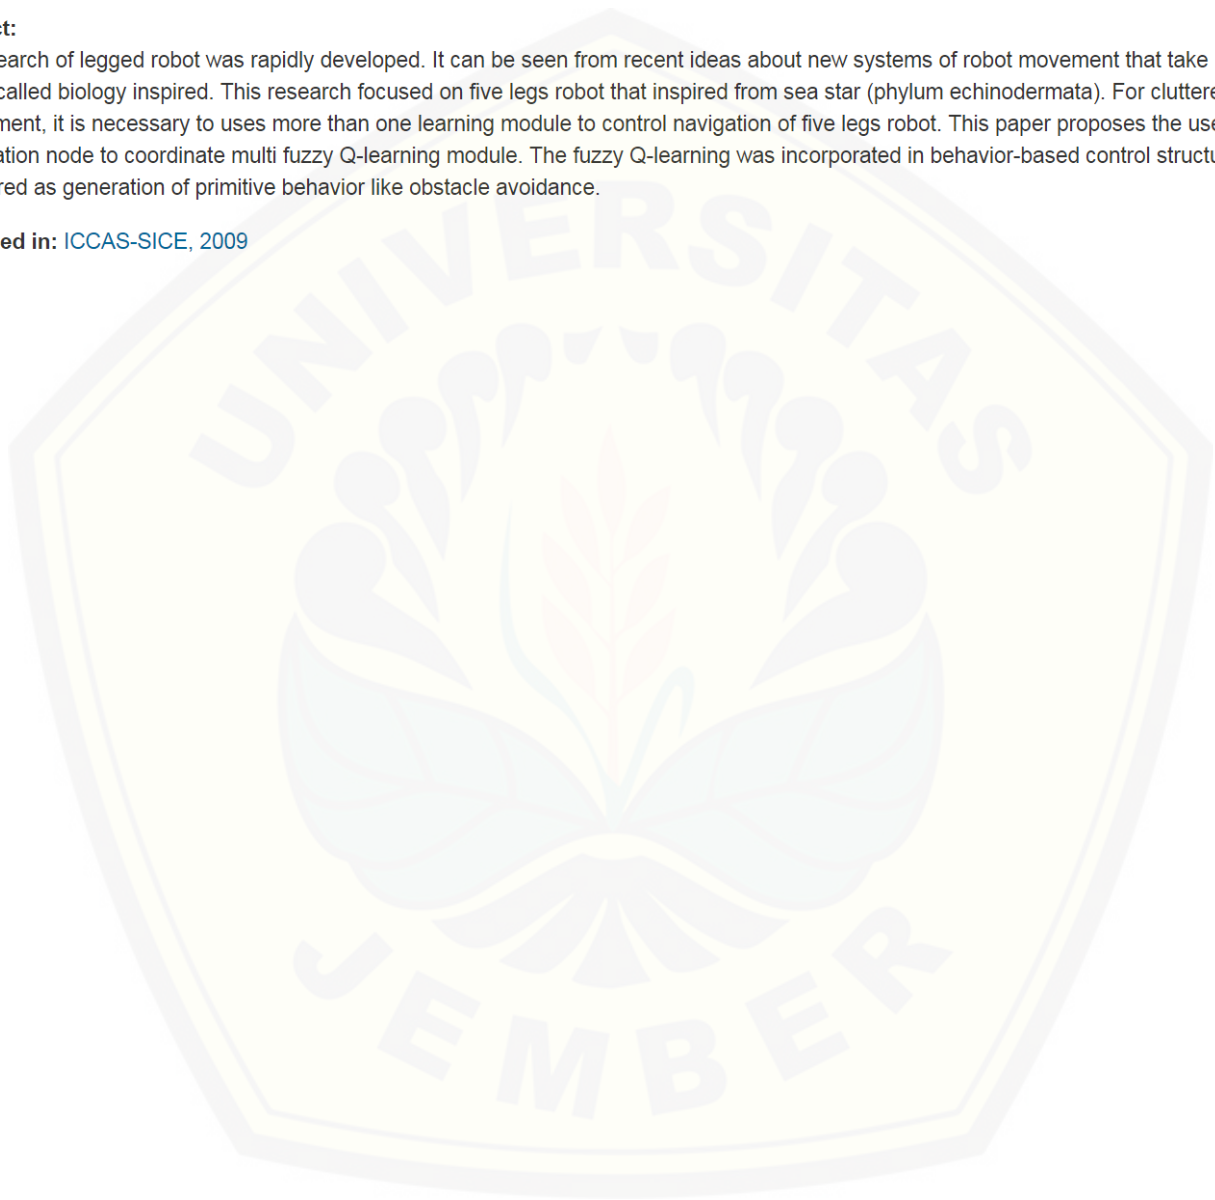 ct:
earch of legged robot was rapidly developed. It can be seen from recent ideas about new systems of robot movement that take
called biology inspired. This research focused on five legs robot that inspired from sea star (phylum echinodermata). For cluttere
ment, it is necessary to uses more than one learning module to control navigation of five legs robot. This paper proposes the use
ation node to coordinate multi fuzzy Q-learning module. The fuzzy Q-learning was incorporated in behavior-based control structu
red as generation of primitive behavior like obstacle avoidance.
ed in: ICCAS-SICE, 2009
UNIVERSITAS
JEMBER